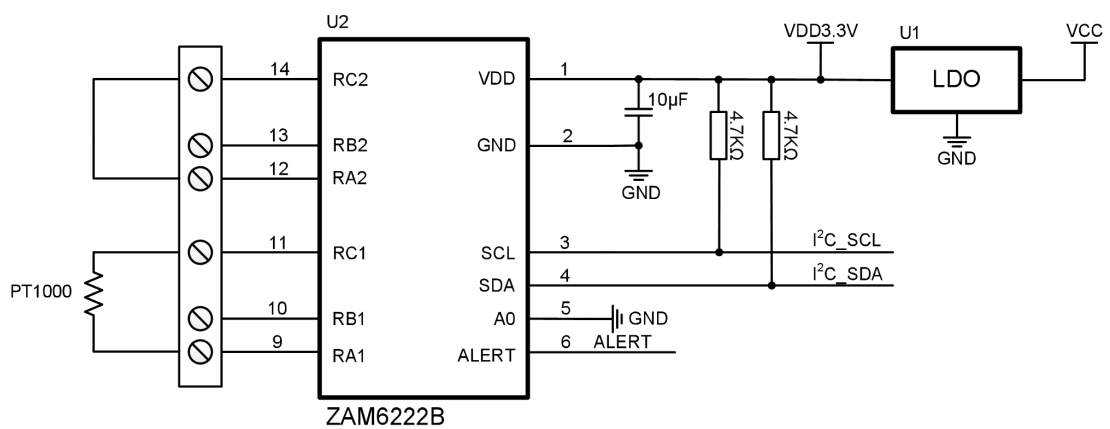 U2
VDD3.3V
U1
VCC
14
RC2
VDD
1
LDO
10μF
4.7KΩ
4.7KΩ
13
RB2
GND
2
GND
12
RA2
GND
11
RC1
SCL
3
I²C_SCL
PT1000
SDA
4
I²C_SDA
10
RB1
A0
5
GND
9
RA1
ALERT
6
ALERT
ZAM6222B